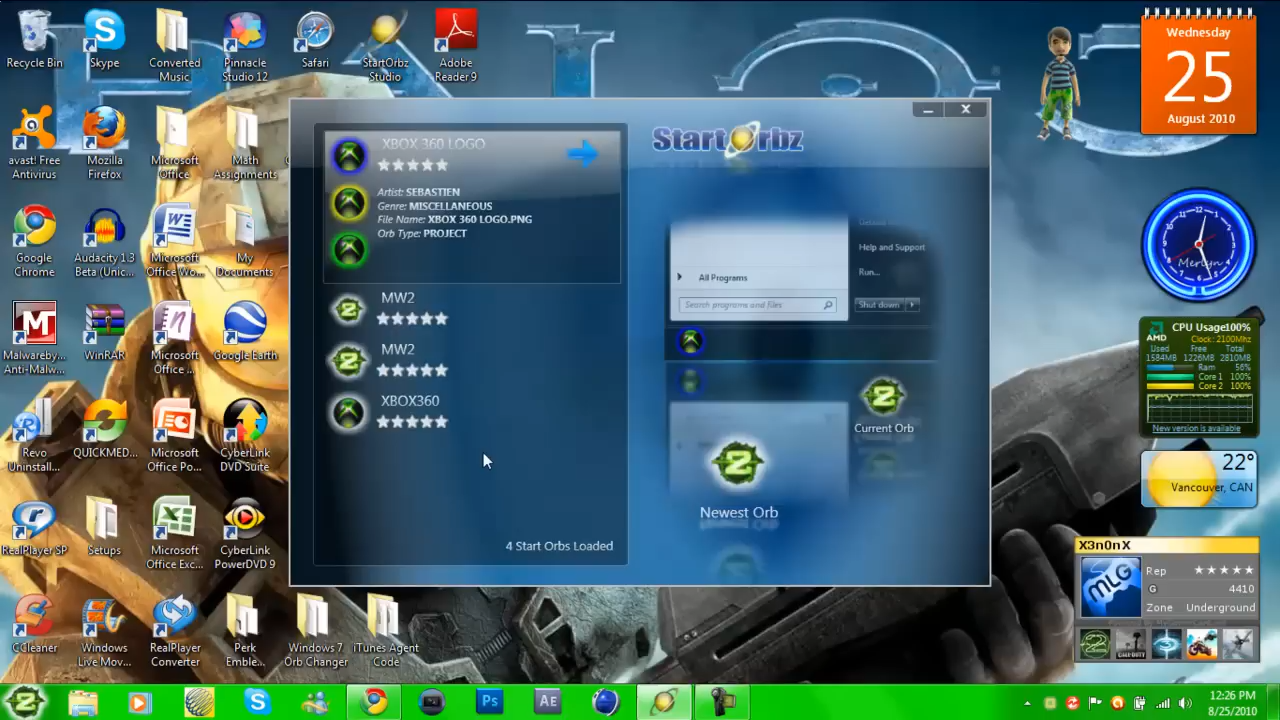 Recycle Bin
Skype
Converted
Music
Pinnacle
Studio 12
Safari
StartOrbz
Studio
Adobe
Reader 9
avast! Free
Antivirus
Mozilla
Firefox
Microsoft
Office
Math
Assignments
Google
Chrome
Audacity 1.3
Beta (Unic...
Microsoft
Office Wo...
My
Documents
Malwareby...
Anti-Malw...
WinRAR
Microsoft
Office ...
Google Earth
Revo
Uninstall...
QUICKMED...
Microsoft
Office Po...
CyberLink
DVD Suite
RealPlayer SP
Setups
Microsoft
Office Exc...
CyberLink
PowerDVD 9
CCleaner
Windows
Live Mov...
RealPlayer
Converter
Perk
Emble...
Windows 7
Orb Changer
iTunes Agent
Code
XBOX 360 LOGO
Artist: SEBASTIEN
Genre: MISCELLANEOUS
File Name: XBOX 360 LOGO.PNG
Orb Type: PROJECT
MW2
MW2
XBOX360
4 Start Orbs Loaded
StartOrbz
Help and Support
All Programs
Run...
Search programs and files
Shut down
Current Orb
Newest Orb
Wednesday
25
August 2010
12
Merlyn
AMD
CPU Usage100%
Clock: 2100Mhz
Used Free Total
1584MB 1226MB 2810MB
Ram 56%
Core 1 100%
Core 2 100%
New version is available
22°
Vancouver, CAN
X3n0nX
MLG
Rep
G 4410
Zone Underground
Ps
AE
12:26 PM
8/25/2010